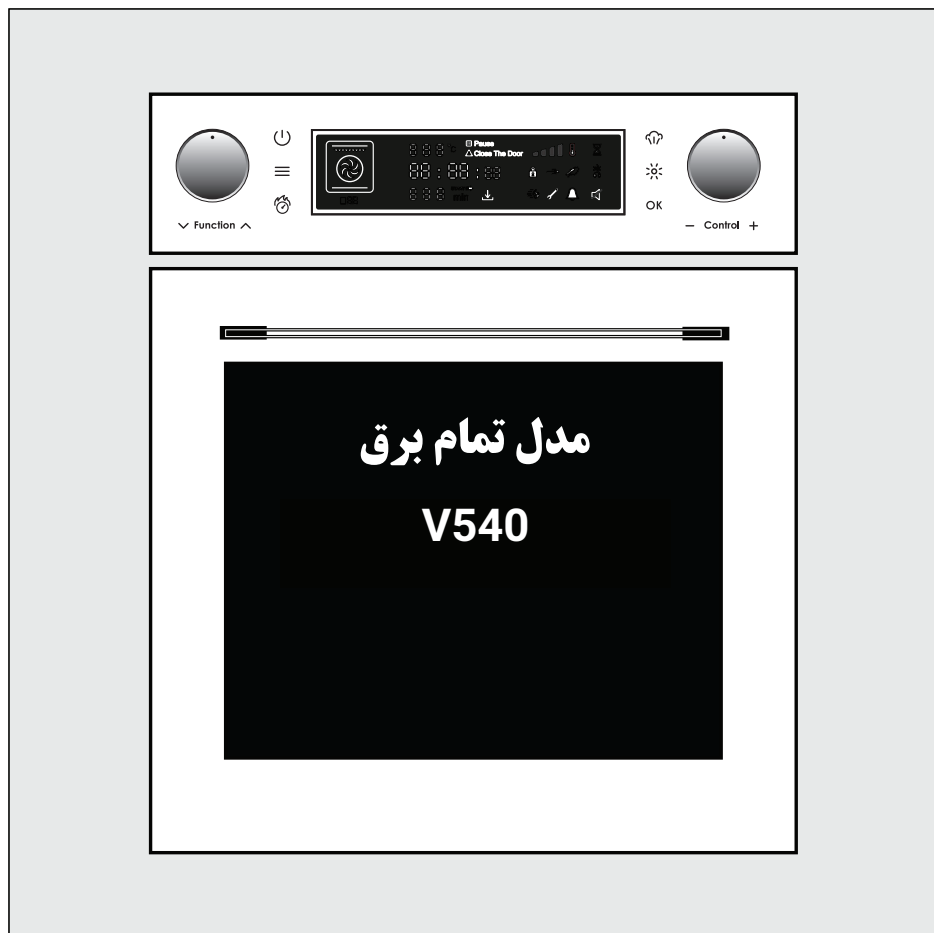 Pause
Close The Door
OK
Function
− Control +
مدل تمام برق
V540